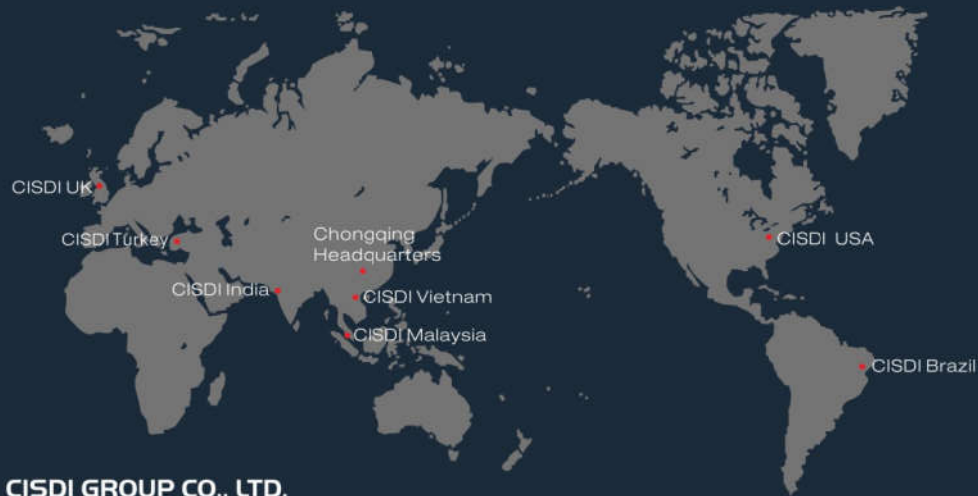 CISDI UK
CISDI Turkey
Chongqing
Headquarters
CISDI USA
CISDI India
CISDI Vietnam
CISDI Malaysia
CISDI Brazil
CISDI GROUP CO., LTD.